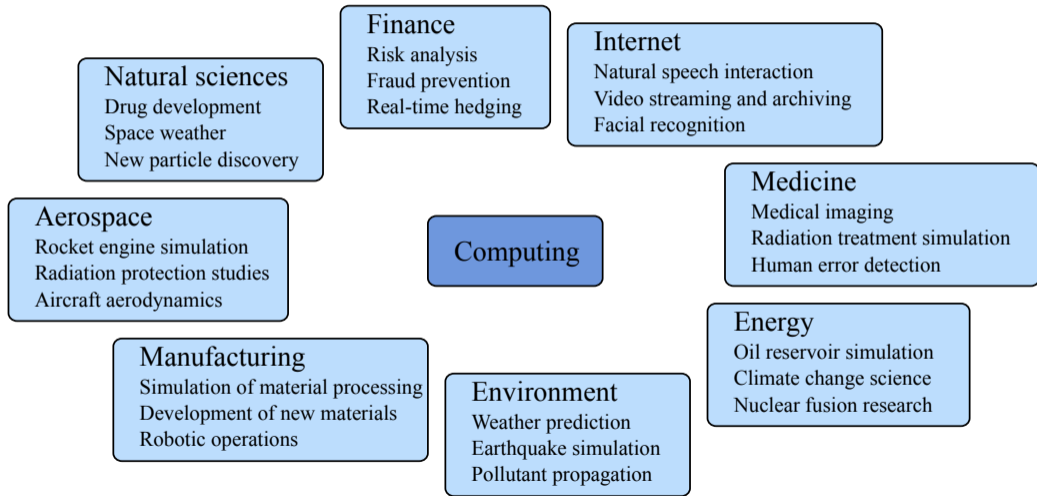 Finance
Risk analysis
Fraud prevention
Real-time hedging
Internet
Natural speech interaction
Video streaming and archiving
Facial recognition
Natural sciences
Drug development
Space weather
New particle discovery
Medicine
Medical imaging
Radiation treatment simulation
Human error detection
Aerospace
Rocket engine simulation
Radiation protection studies
Aircraft aerodynamics
Computing
Energy
Oil reservoir simulation
Climate change science
Nuclear fusion research
Manufacturing
Simulation of material processing
Development of new materials
Robotic operations
Environment
Weather prediction
Earthquake simulation
Pollutant propagation